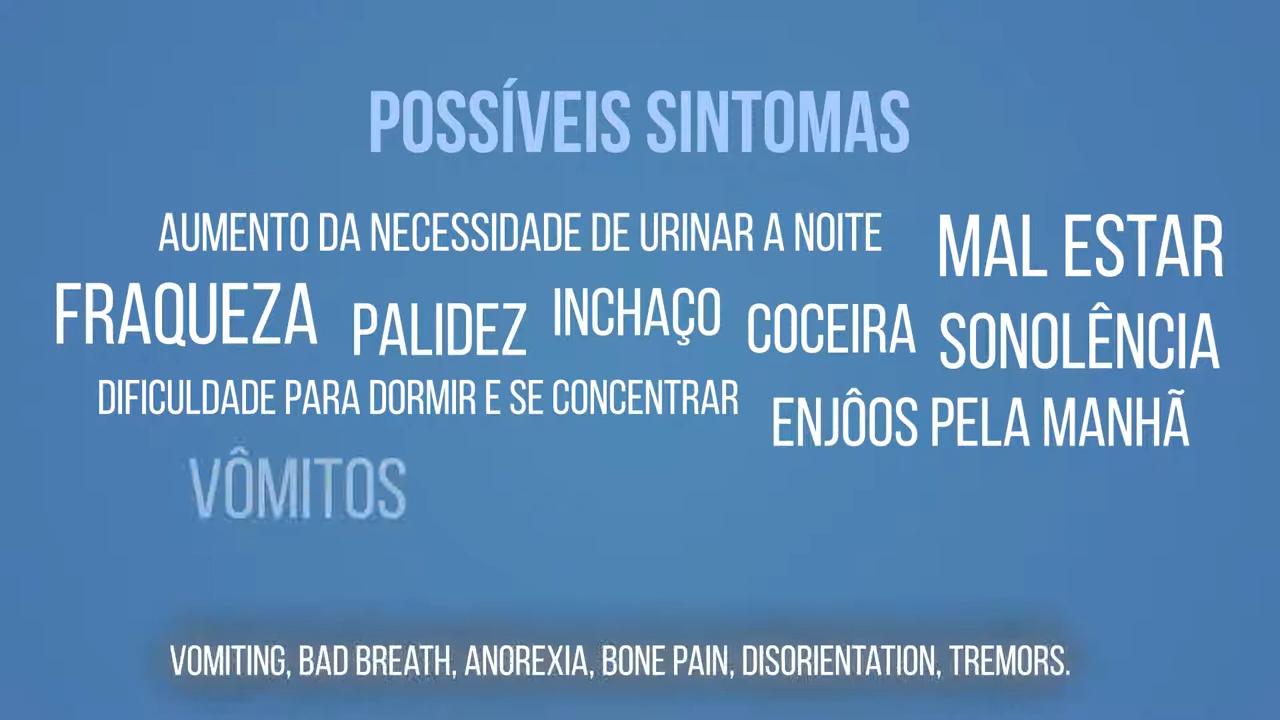 POSSÍVEIS SINTOMAS
AUMENTO DA NECESSIDADE DE URINAR A NOITE
MAL ESTAR
FRAQUEZA
PALIDEZ
INCHAÇO
COCEIRA
SONOLÊNCIA
DIFICULDADE PARA DORMIR E SE CONCENTRAR
ENJÔOS PELA MANHÃ
VÔMITOS
VOMITING, BAD BREATH, ANOREXIA, BONE PAIN, DISORIENTATION, TREMORS.